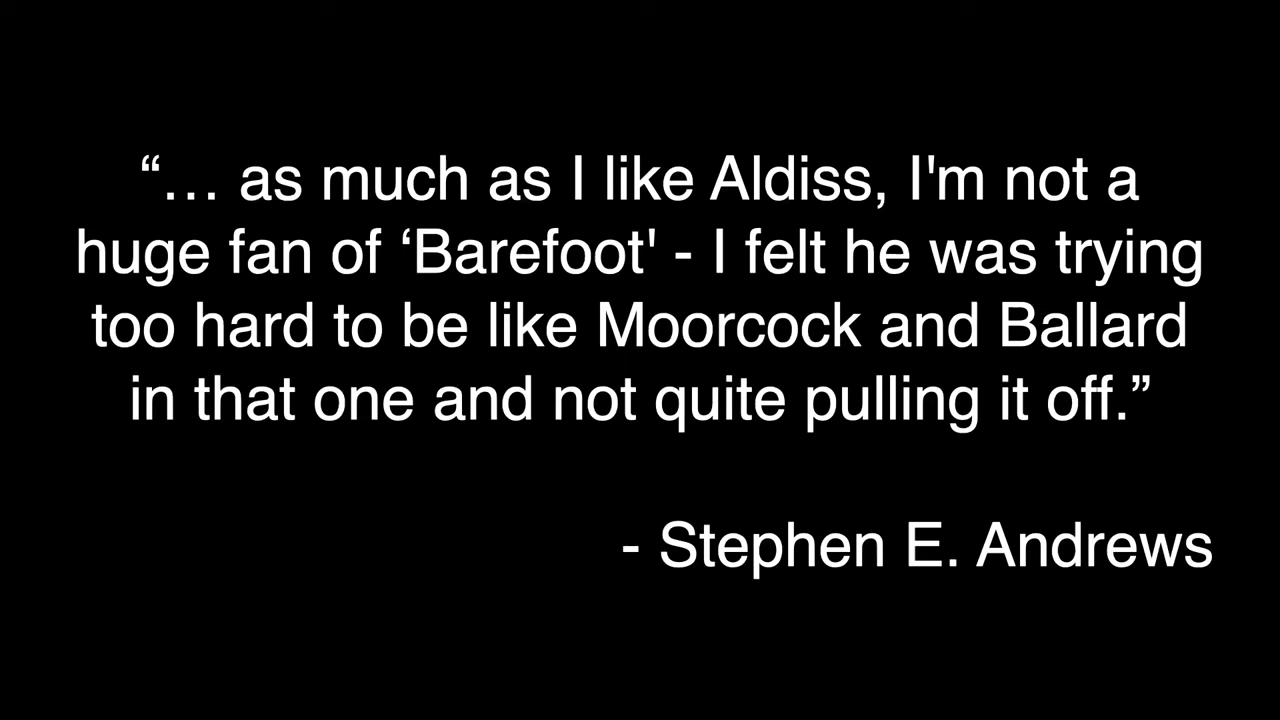 “… as much as I like Aldiss, I'm not a
huge fan of ‘Barefoot' - I felt he was trying
too hard to be like Moorcock and Ballard
in that one and not quite pulling it off.”
- Stephen E. Andrews